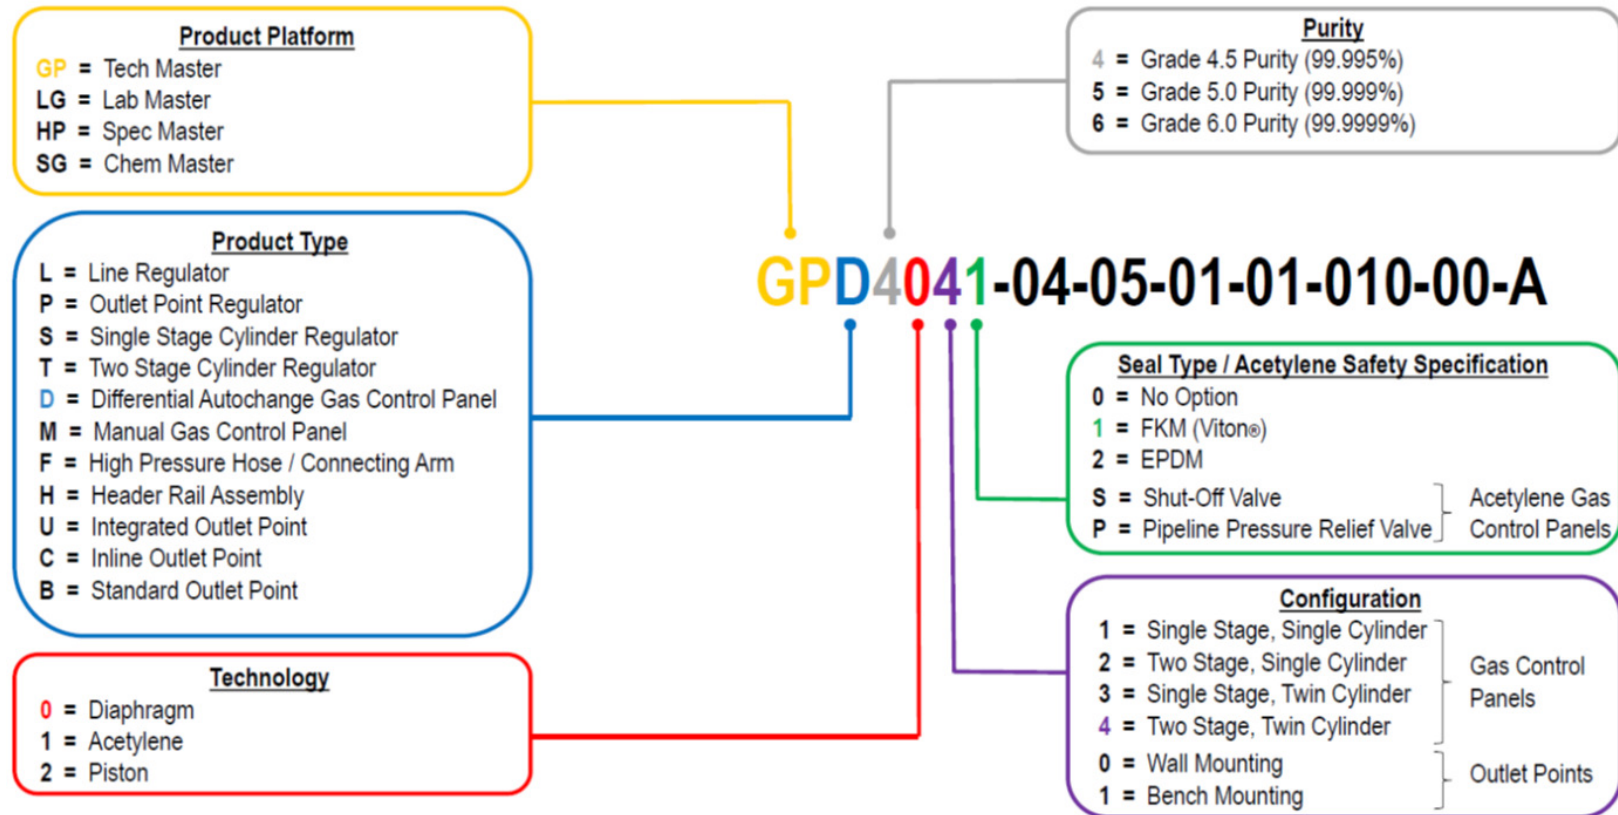 Product Platform
GP = Tech Master
LG = Lab Master
HP = Spec Master
SG = Chem Master
Purity
4 = Grade 4.5 Purity (99.995%)
5 = Grade 5.0 Purity (99.999%)
6 = Grade 6.0 Purity (99.9999%)
Product Type
L = Line Regulator
P = Outlet Point Regulator
S = Single Stage Cylinder Regulator
T = Two Stage Cylinder Regulator
D = Differential Autochange Gas Control Panel
M = Manual Gas Control Panel
F = High Pressure Hose / Connecting Arm
H = Header Rail Assembly
U = Integrated Outlet Point
C = Inline Outlet Point
B = Standard Outlet Point
GPD4041-04-05-01-01-010-00-A
Seal Type / Acetylene Safety Specification
0 = No Option
1 = FKM (Viton®)
2 = EPDM
S = Shut-Off Valve
P = Pipeline Pressure Relief Valve
Acetylene Gas
Control Panels
Technology
0 = Diaphragm
1 = Acetylene
2 = Piston
Configuration
1 = Single Stage, Single Cylinder
2 = Two Stage, Single Cylinder
3 = Single Stage, Twin Cylinder
4 = Two Stage, Twin Cylinder
Gas Control
Panels
0 = Wall Mounting
1 = Bench Mounting
Outlet Points